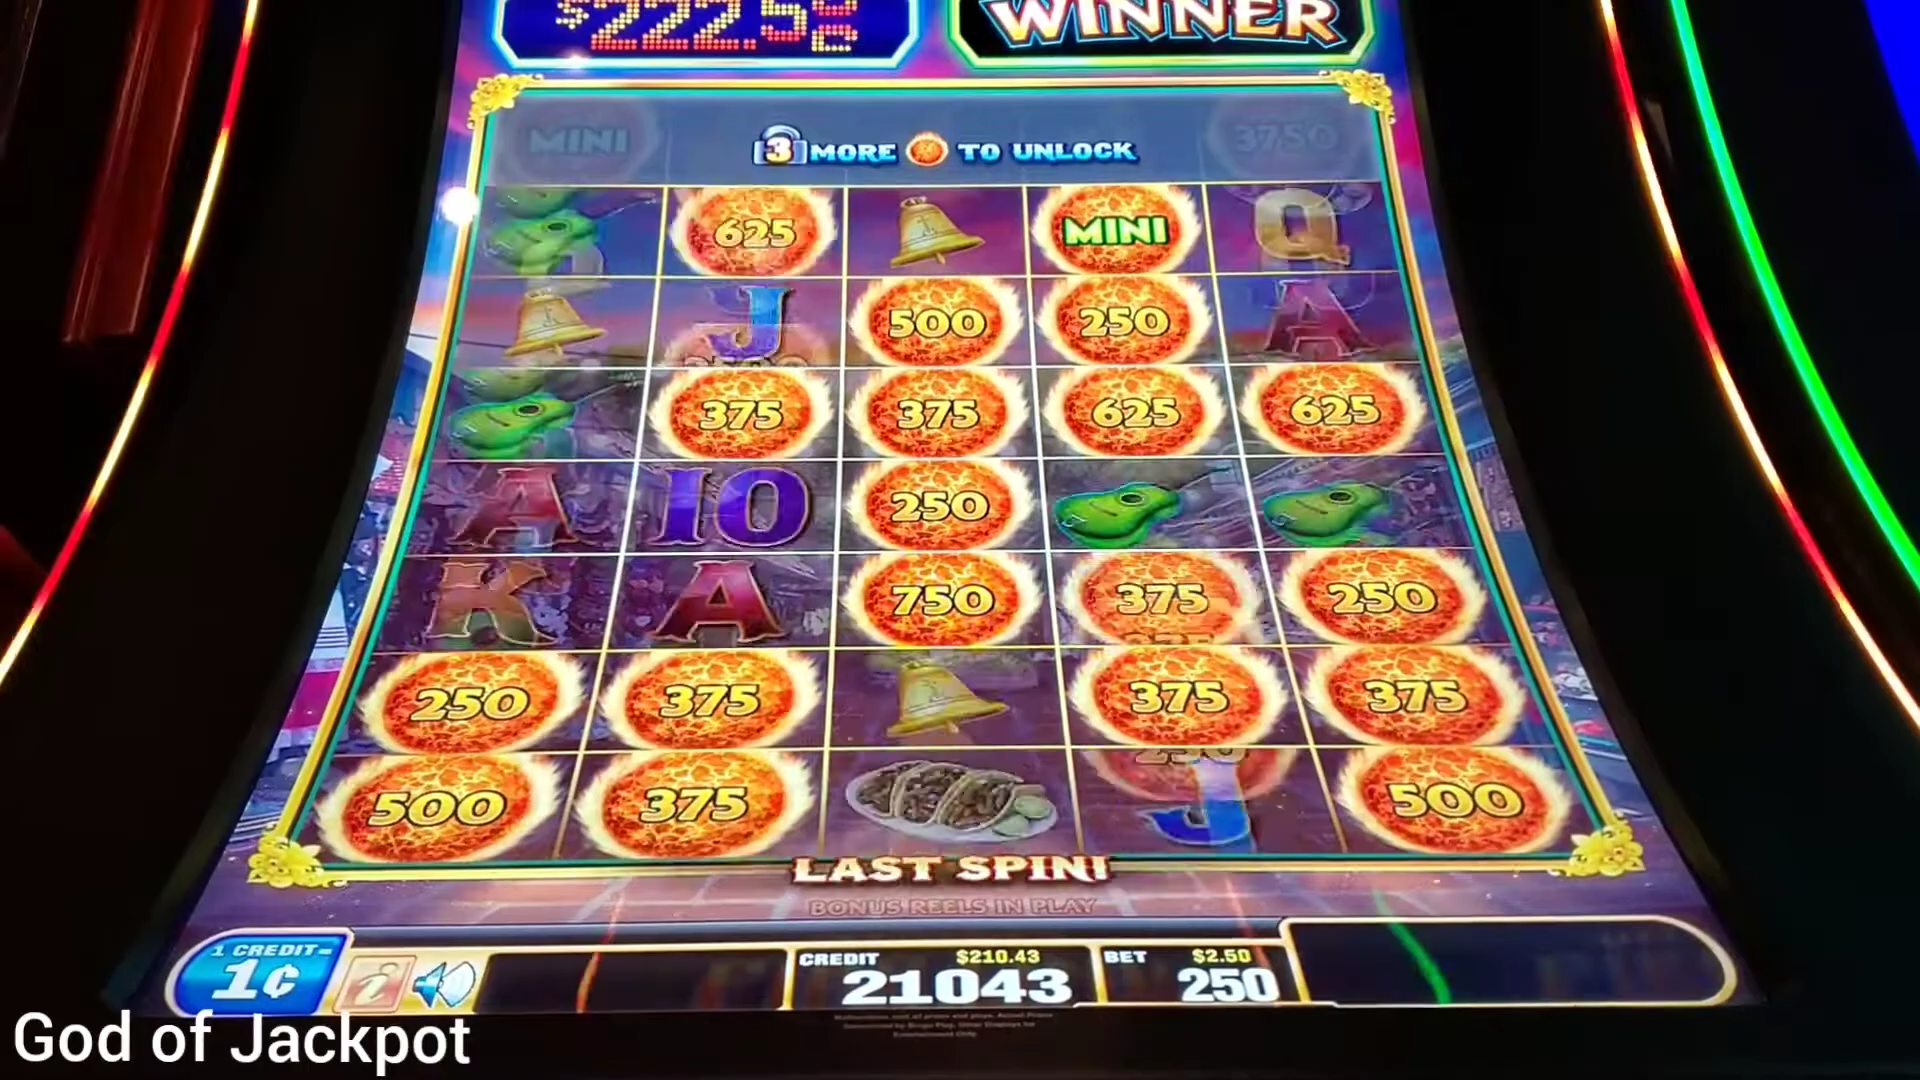 $222.5
WINNER
MINI
3 MORE TO UNLOCK
3750
625
MINI
Q
J
500
250
A
375
375
625
625
A
10
250
K
A
750
375
250
250
375
375
375
500
375
J
500
LAST SPIN!
BONUS REELS IN PLAY
1 CREDIT=
1¢
i
CREDIT
$210.43
21043
BET
$2.50
250
God of Jackpot